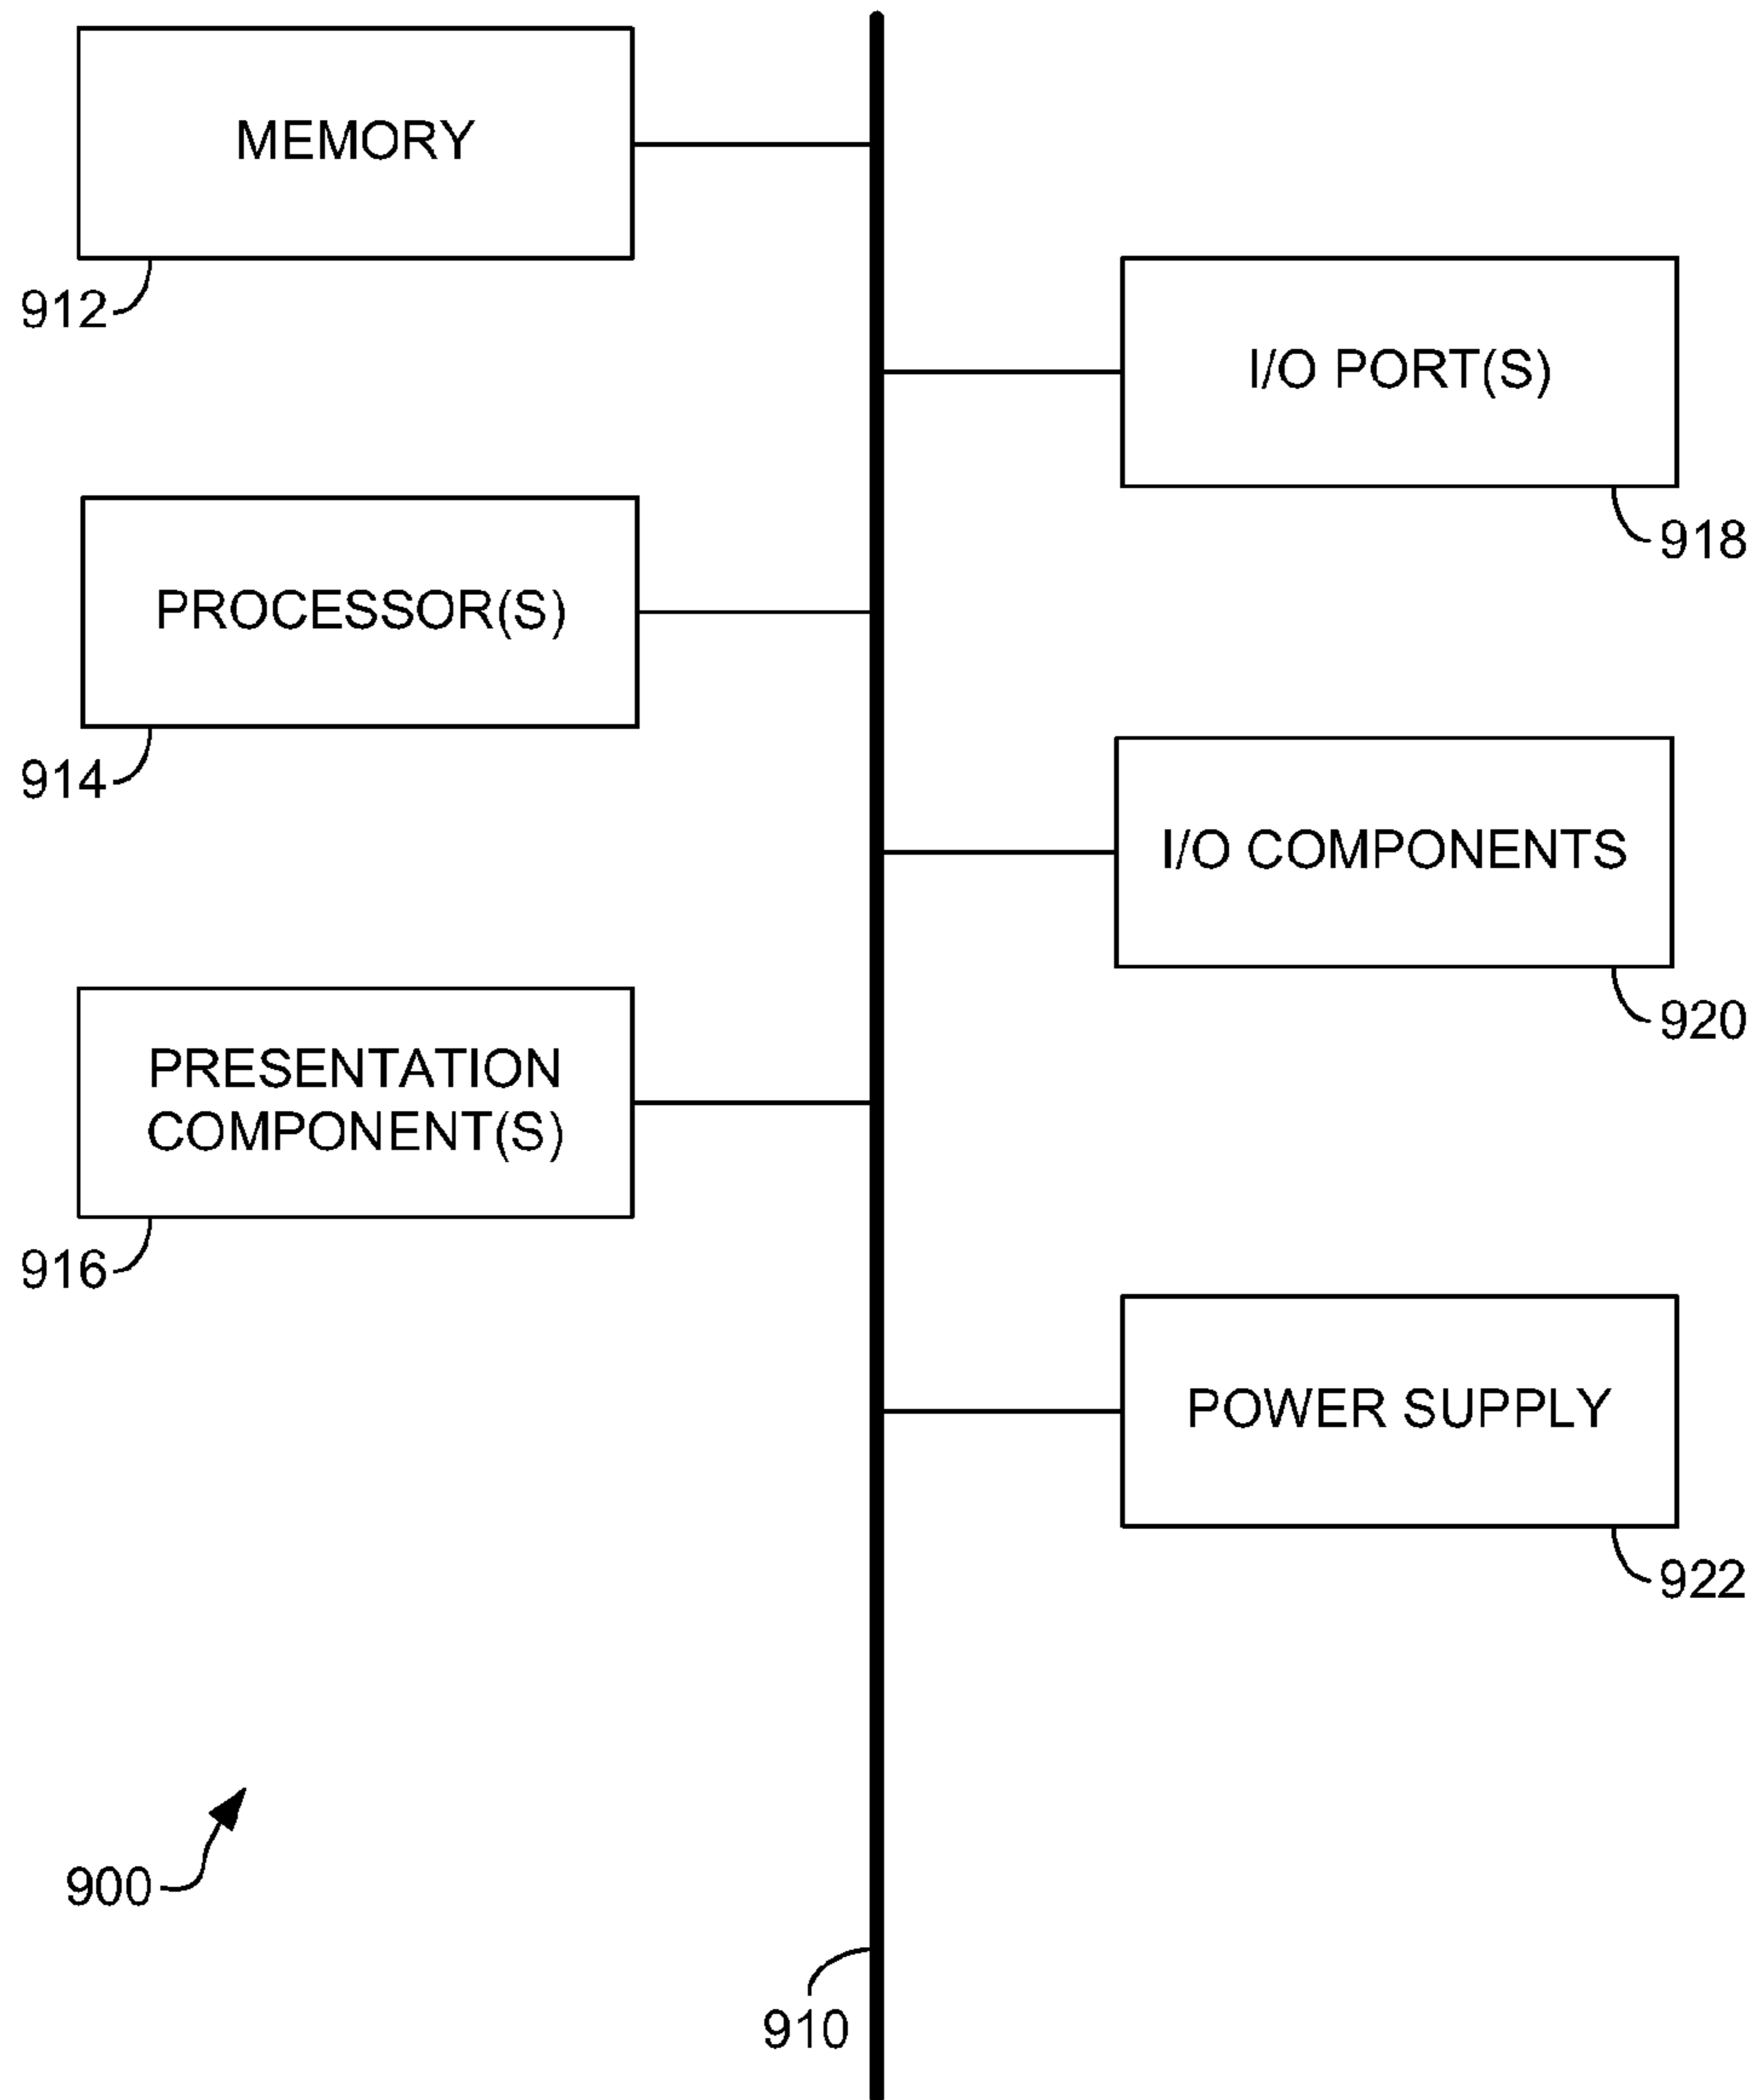 MEMORY
912
I/O PORT(S)
918
PROCESSOR(S)
914
I/O COMPONENTS
920
PRESENTATION
COMPONENT(S)
916
POWER SUPPLY
922
900
910